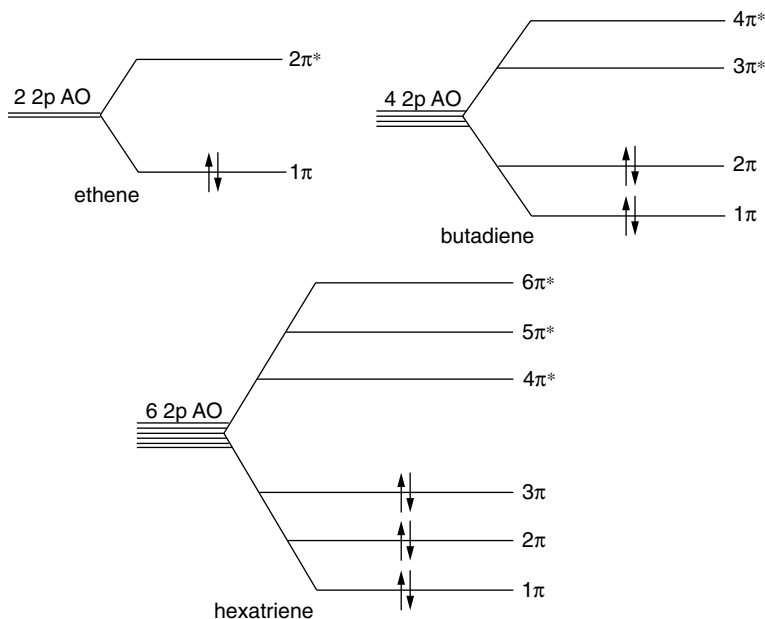 2π*
2 2p AO
1π
ethene
4π*
3π*
4 2p AO
2π
1π
butadiene
6π*
5π*
4π*
6 2p AO
3π
2π
1π
hexatriene